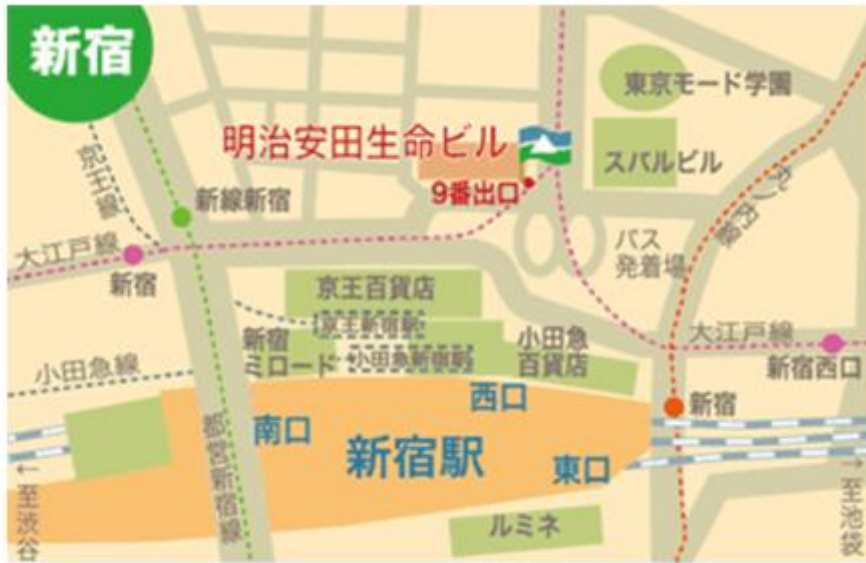 新宿
東京モード学園
明治安田生命ビル
スバルビル
9番出口
京王線
新線新宿
丸ノ内線
大江戸線
新宿
バス
発着場
京王百貨店
京王新宿駅
新宿
ミロード
小田急新宿駅
小田急
百貨店
大江戸線
新宿西口
小田急線
新宿
西口
南口
新宿駅
東口
都営新宿線
ルミネ
←至渋谷
→至池袋